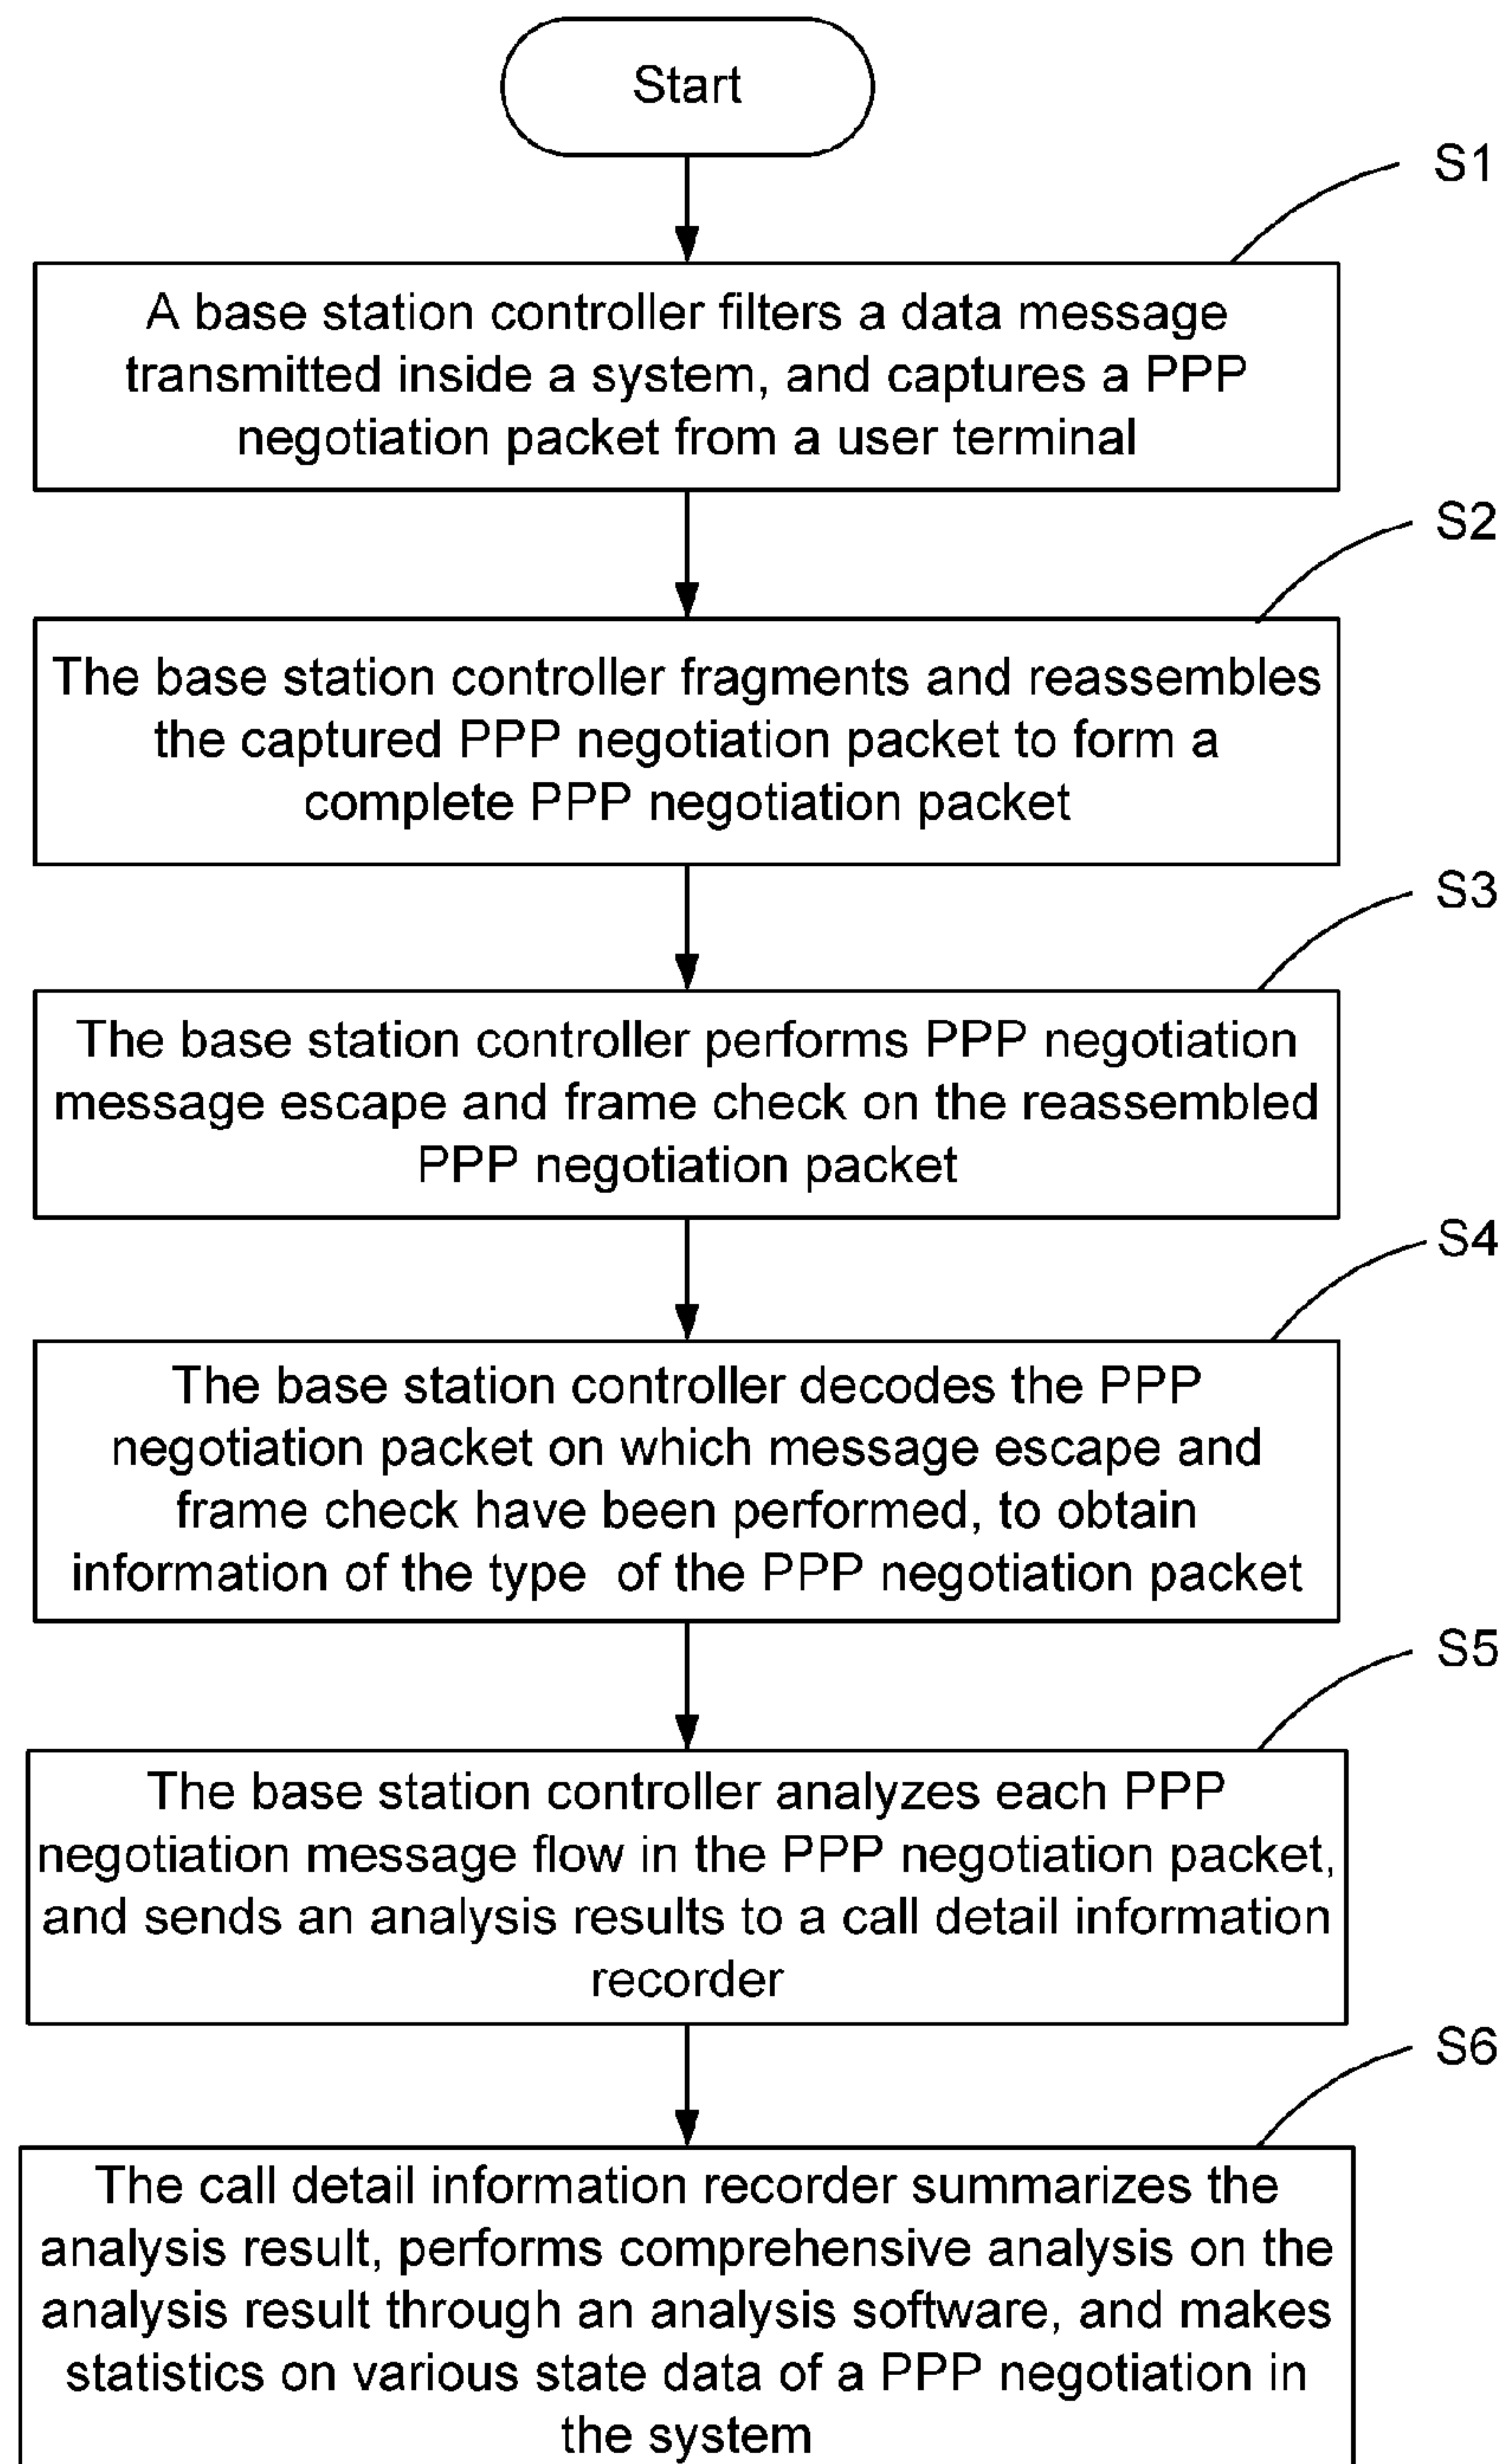 Start
S1
A base station controller filters a data message
transmitted inside a system, and captures a PPP
negotiation packet from a user terminal
S2
The base station controller fragments and reassembles
the captured PPP negotiation packet to form a
complete PPP negotiation packet
S3
The base station controller performs PPP negotiation
message escape and frame check on the reassembled
PPP negotiation packet
S4
The base station controller decodes the PPP
negotiation packet on which message escape and
frame check have been performed, to obtain
information of the type of the PPP negotiation packet
S5
The base station controller analyzes each PPP
negotiation message flow in the PPP negotiation packet,
and sends an analysis results to a call detail information
recorder
S6
The call detail information recorder summarizes the
analysis result, performs comprehensive analysis on the
analysis result through an analysis software, and makes
statistics on various state data of a PPP negotiation in
the system